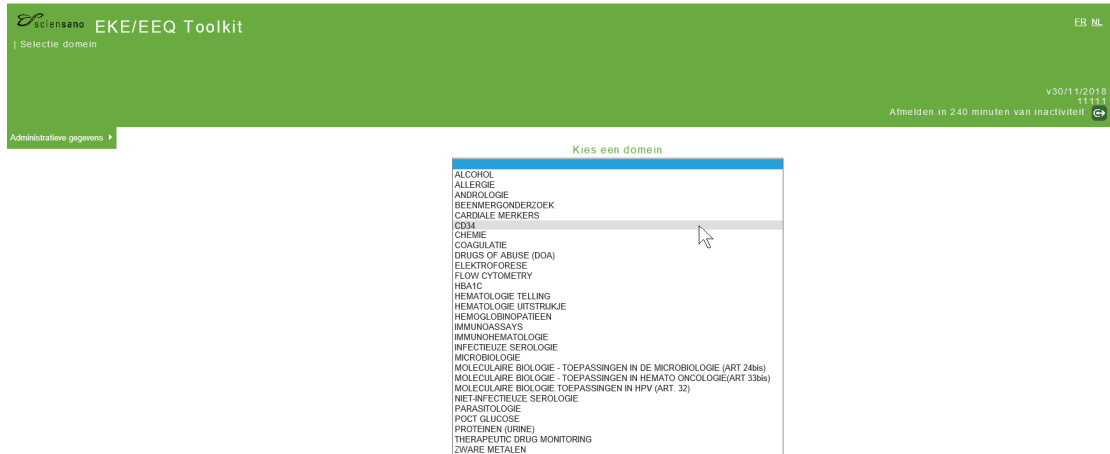 sciensano EKE/EEQ Toolkit
FR NL
| Selectie domein
v30/11/2018
11111
Afmelden in 240 minuten van inactiviteit
Administratieve gegevens
Kies een domein
ALCOHOL
ALLERGIE
ANDROLOGIE
BEENMERGONDERZOEK
CARDIALE MERKERS
CD34
CHEMIE
COAGULATIE
DRUGS OF ABUSE (DOA)
ELEKTROFORESE
FLOW CYTOMETRY
HBA1C
HEMATOLOGIE TELLING
HEMATOLOGIE UITSTRIJKJE
HEMOGLOBINOPATIEEN
IMMUNOASSAYS
IMMUNOHEMATOLOGIE
INFECTIEUZE SEROLOGIE
MICROBIOLOGIE
MOLECULAIRE BIOLOGIE - TOEPASSINGEN IN DE MICROBIOLOGIE (ART 24bis)
MOLECULAIRE BIOLOGIE - TOEPASSINGEN IN HEMATO ONCOLOGIE(ART 33bis)
MOLECULAIRE BIOLOGIE TOEPASSINGEN IN HPV (ART. 32)
NIET-INFECTIEUZE SEROLOGIE
PARASITOLOGIE
POCT GLUCOSE
PROTEINEN (URINE)
THERAPEUTIC DRUG MONITORING
ZWARE METALEN